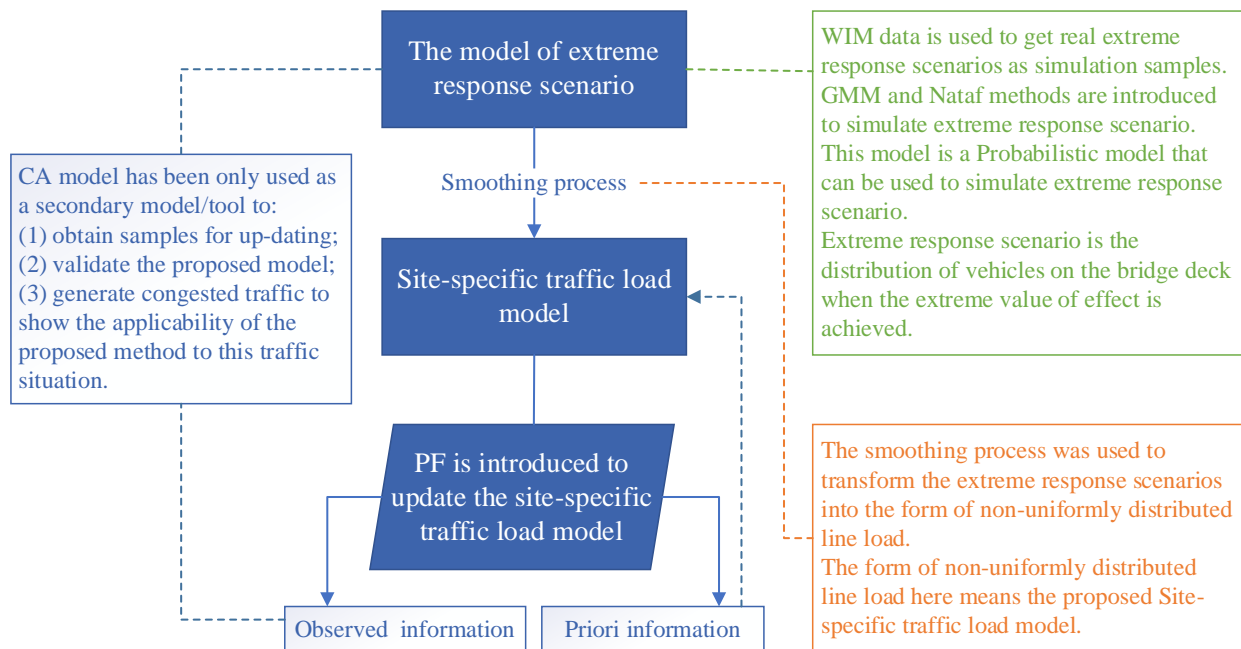 The model of extreme
response scenario
WIM data is used to get real extreme
response scenarios as simulation samples.
GMM and Nataf methods are introduced
to simulate extreme response scenario.
This model is a Probabilistic model that
can be used to simulate extreme response
scenario.
Extreme response scenario is the
distribution of vehicles on the bridge deck
when the extreme value of effect is
achieved.
CA model has been only used as
a secondary model/tool to:
(1) obtain samples for up-dating;
(2) validate the proposed model;
(3) generate congested traffic to
show the applicability of the
proposed method to this traffic
situation.
Smoothing process
Site-specific traffic load
model
PF is introduced to
update the site-specific
traffic load model
The smoothing process was used to
transform the extreme response scenarios
into the form of non-uniformly distributed
line load.
The form of non-uniformly distributed
line load here means the proposed Site-
specific traffic load model.
Observed information
Priori information